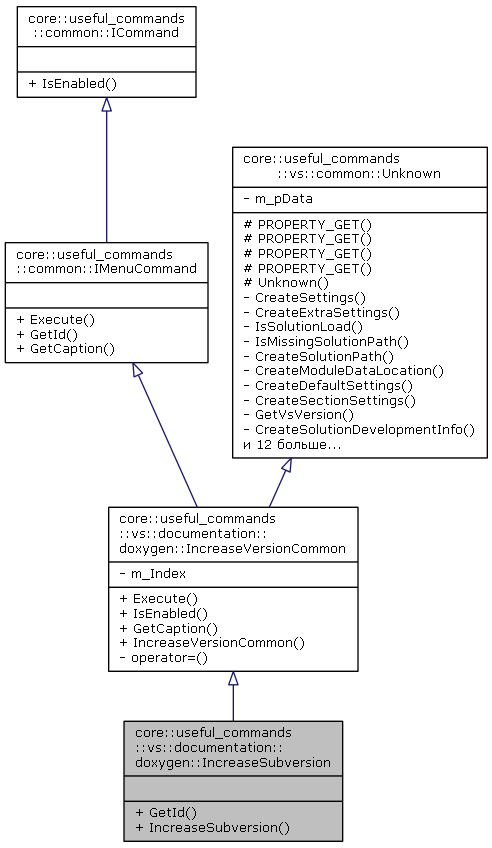 core::useful_commands
::common::ICommand
+ IsEnabled()
core::useful_commands
::vs::common::Unknown
- m_pData
# PROPERTY_GET()
# PROPERTY_GET()
# PROPERTY_GET()
# PROPERTY_GET()
# Unknown()
- CreateSettings()
- CreateExtraSettings()
- IsSolutionLoad()
- IsMissingSolutionPath()
- CreateSolutionPath()
- CreateModuleDataLocation()
- CreateDefaultSettings()
- CreateSectionSettings()
- GetVsVersion()
- CreateSolutionDevelopmentInfo()
и 12 больше...
core::useful_commands
::common::IMenuCommand
+ Execute()
+ GetId()
+ GetCaption()
core::useful_commands
::vs::documentation::
doxygen::IncreaseVersionCommon
- m_Index
+ Execute()
+ IsEnabled()
+ GetCaption()
+ IncreaseVersionCommon()
- operator=()
core::useful_commands
::vs::documentation::
doxygen::IncreaseSubversion
+ GetId()
+ IncreaseSubversion()